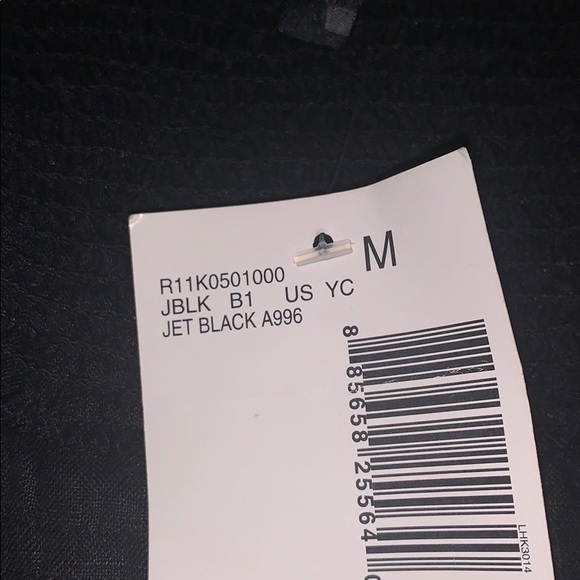 R11K0501000
M
JBLK B1 US YC
JET BLACK A996
8 85658 25564
LHK3014